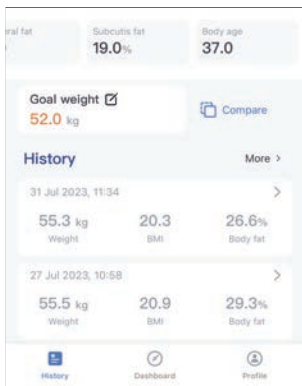 ral fat
Subcutis fat
Body age
19.0%
37.0
Goal weight
52.0 kg
Compare
History
More >
31 Jul 2023, 11:34
55.3 kg
20.3
26.6%
Weight
BMI
Body fat
27 Jul 2023, 10:58
55.5 kg
20.9
29.3%
Weight
BMI
Body fat
History
Dashboard
Profile